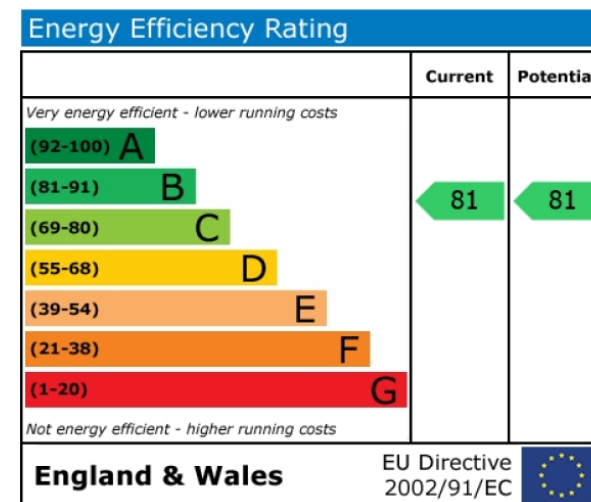 Energy Efficiency Rating
Current Potentia
Very energy efficient - lower running costs
(92-100) A
(81-91) B
81 81
(69-80) C
(55-68) D
(39-54) E
(21-38) F
(1-20) G
Not energy efficient - higher running costs
England & Wales
EU Directive
2002/91/EC